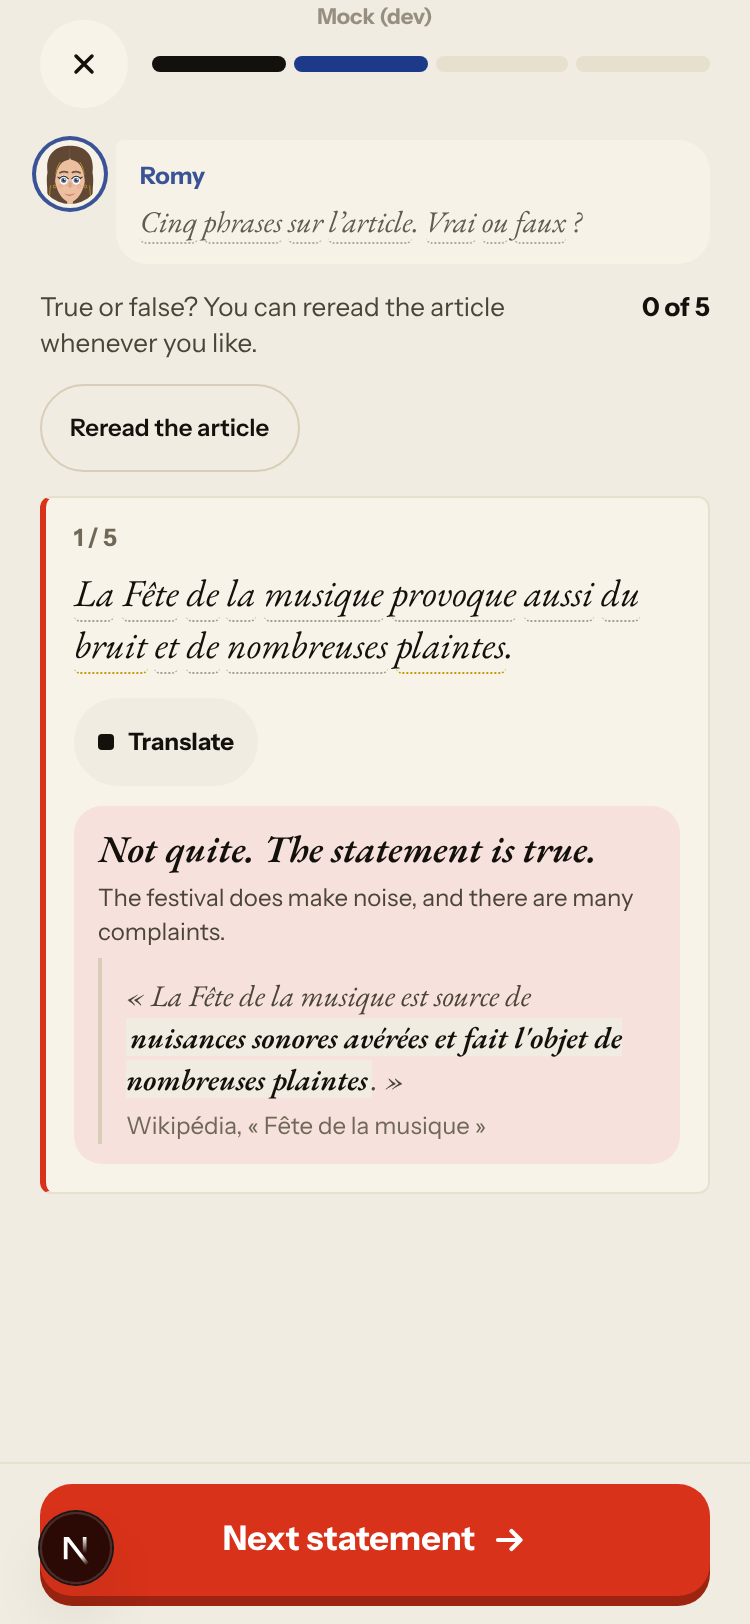 Mock (dev)
Romy
Cinq phrases sur l’article. Vrai ou faux ?
True or false? You can reread the article
whenever you like.
0 of 5
Reread the article
1 / 5
La Fête de la musique provoque aussi du
bruit et de nombreuses plaintes.
Translate
Not quite. The statement is true.
The festival does make noise, and there are many
complaints.
« La Fête de la musique est source de
nuisances sonores avérées et fait l'objet de
nombreuses plaintes. »
Wikipédia, « Fête de la musique »
Next statement →
N